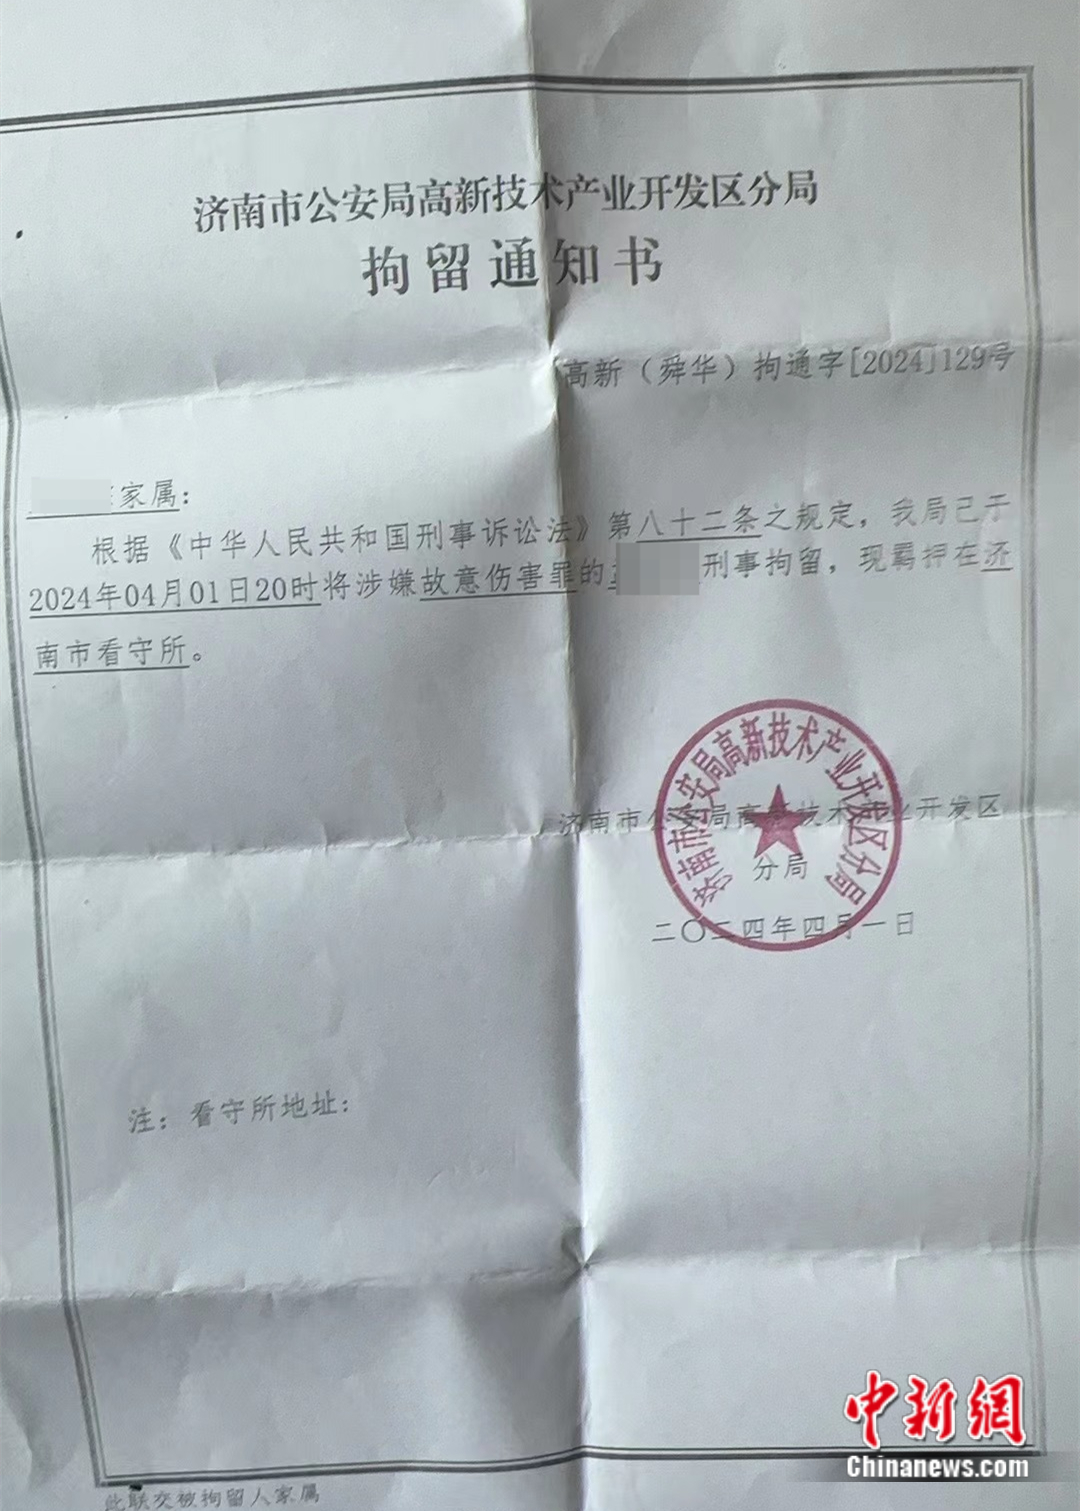 济南市公安局高新技术产业开发区分局
拘留通知书
高新（舜华）拘通字[2024]129号
家属：
根据《中华人民共和国刑事诉讼法》第八十二条之规定，我局已于
2024年04月01日20时将涉嫌故意伤害罪的 刑事拘留，现羁押在济
南市看守所。
济南市公安局高新技术产业开发区分局
济南市公安局高新技术产业开发区
分局
二〇二四年四月一日
注：看守所地址：
此联交被拘留人家属
中新網
Chinanews.com